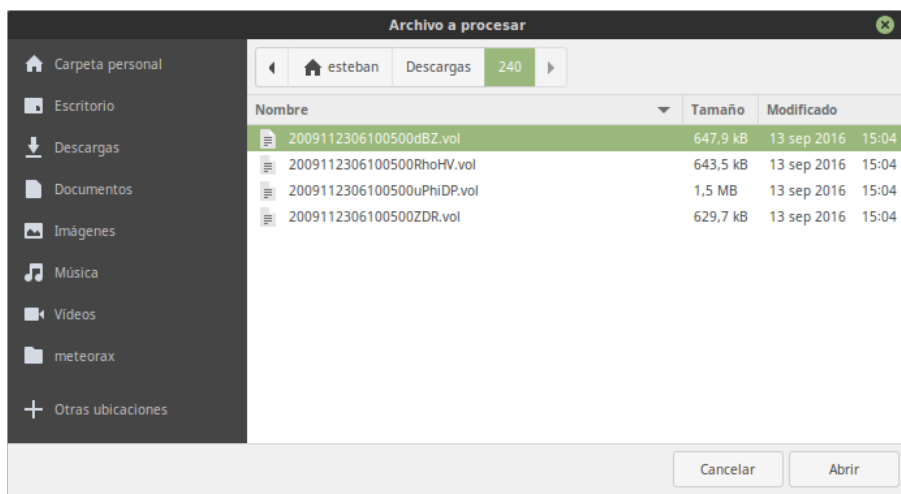 Archivo a procesar
Carpeta personal
Escritorio
Descargas
Documentos
Imágenes
Música
Vídeos
meteorax
Otras ubicaciones
esteban Descargas 240
Nombre Tamaño Modificado
2009112306100500dBZ.vol 647,9 kB 13 sep 2016 15:04
2009112306100500RhoHV.vol 643,5 kB 13 sep 2016 15:04
2009112306100500uPhiDP.vol 1,5 MB 13 sep 2016 15:04
2009112306100500ZDR.vol 629,7 kB 13 sep 2016 15:04
Cancelar Abrir